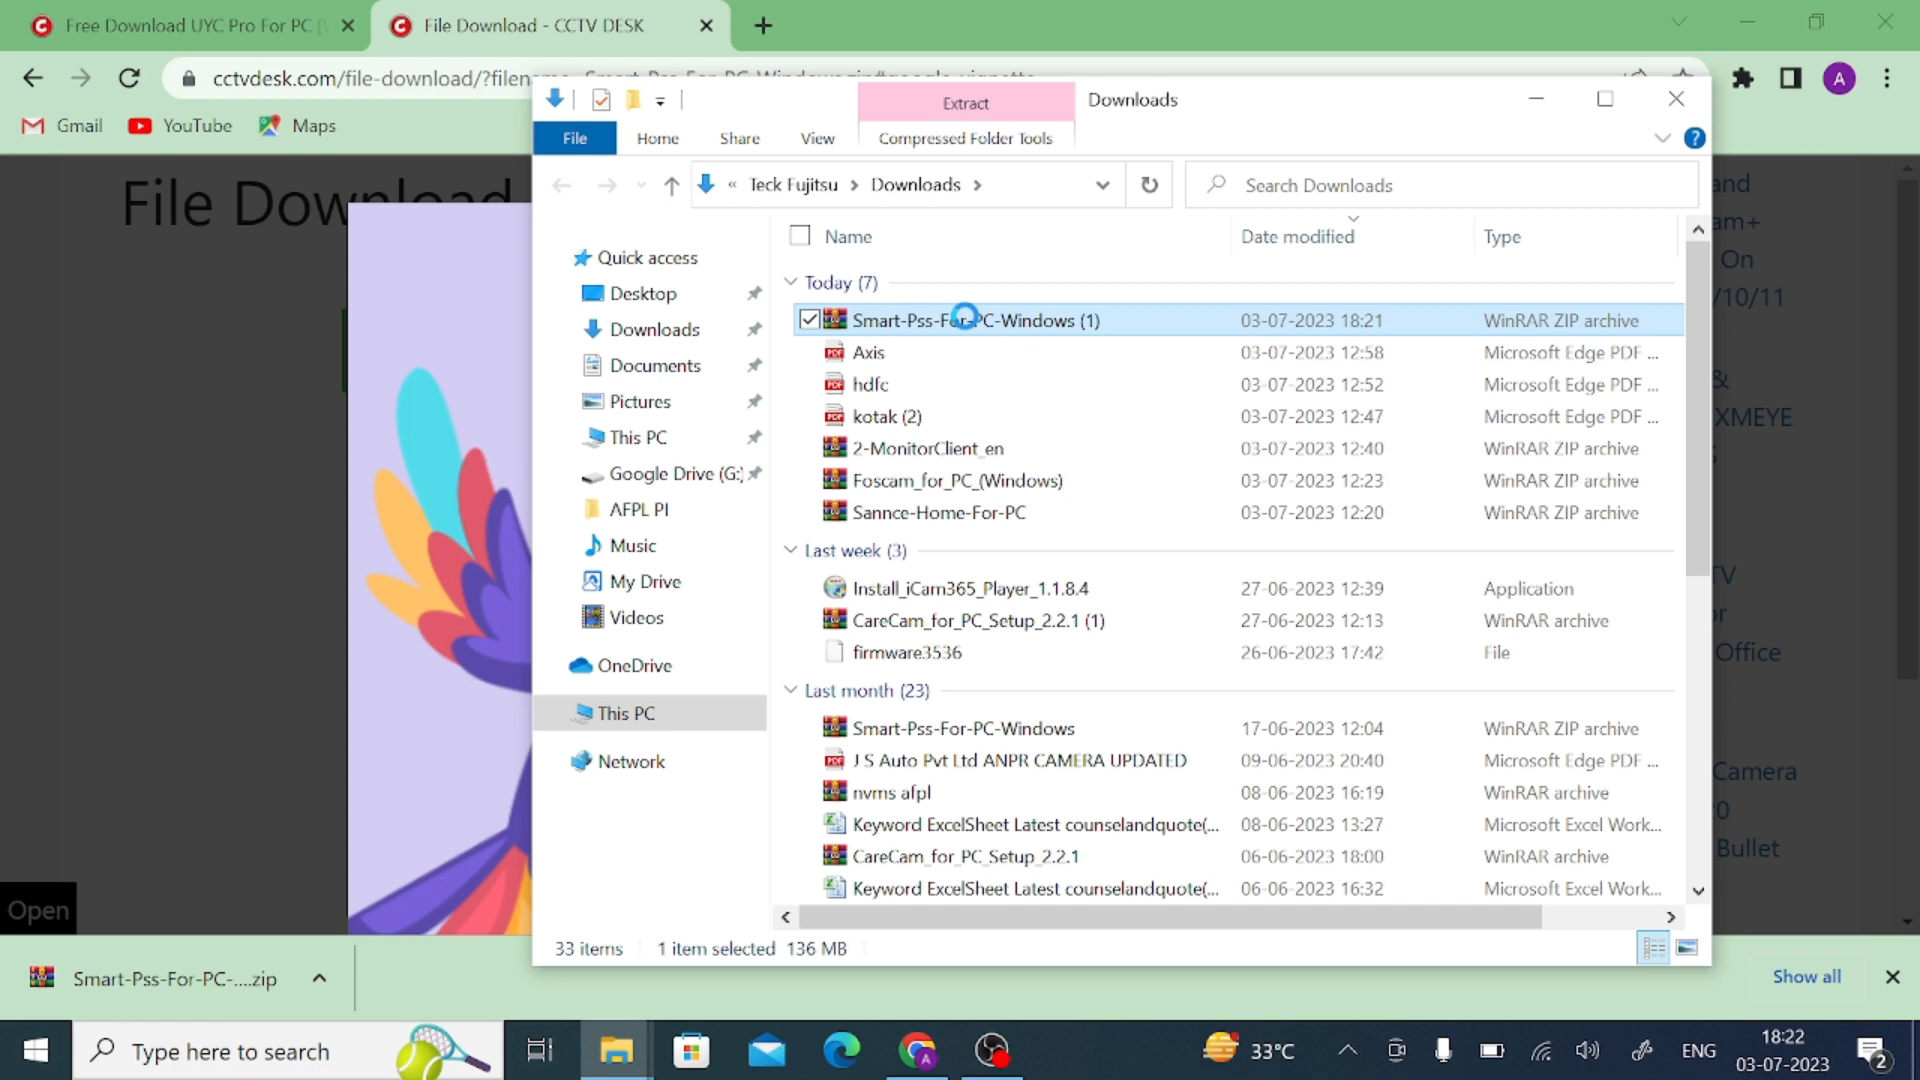 Free Download UYC Pro For PC
File Download - CCTV DESK
cctvdesk.com/file-download/?filename=Smart-Pss-For-PC-Windows.zip#google_vignette
Gmail
YouTube
Maps
A
File Down
Extract
Downloads
File
Home
Share
View
Compressed Folder Tools
« Teck Fujitsu > Downloads >
Search Downloads
Name
Date modified
Type
Quick access
Desktop
Downloads
Documents
Pictures
This PC
Google Drive (G:)
AFPL PI
Music
My Drive
Videos
OneDrive
This PC
Network
Today (7)
Smart-Pss-For-PC-Windows (1) 03-07-2023 18:21 WinRAR ZIP archive
Axis 03-07-2023 12:58 Microsoft Edge PDF ...
hdfc 03-07-2023 12:52 Microsoft Edge PDF ...
kotak (2) 03-07-2023 12:47 Microsoft Edge PDF ...
2-MonitorClient_en 03-07-2023 12:40 WinRAR ZIP archive
Foscam_for_PC_(Windows) 03-07-2023 12:23 WinRAR ZIP archive
Sannce-Home-For-PC 03-07-2023 12:20 WinRAR ZIP archive
Last week (3)
Install_iCam365_Player_1.1.8.4 27-06-2023 12:39 Application
CareCam_for_PC_Setup_2.2.1 (1) 27-06-2023 12:13 WinRAR archive
firmware3536 26-06-2023 17:42 File
Last month (23)
Smart-Pss-For-PC-Windows 17-06-2023 12:04 WinRAR ZIP archive
J S Auto Pvt Ltd ANPR CAMERA UPDATED 09-06-2023 20:40 Microsoft Edge PDF ...
nvms afpl 08-06-2023 16:19 WinRAR archive
Keyword ExcelSheet Latest counselandquote(... 08-06-2023 13:27 Microsoft Excel Work...
CareCam_for_PC_Setup_2.2.1 06-06-2023 18:00 WinRAR archive
Keyword ExcelSheet Latest counselandquote(... 06-06-2023 16:32 Microsoft Excel Work...
33 items 1 item selected 136 MB
and
am+
On
/10/11
&
XMEYE
TV
or
Office
Camera
20
Bullet
Open
Smart-Pss-For-PC-....zip
Show all
Type here to search
33°C
ENG
18:22
03-07-2023
2